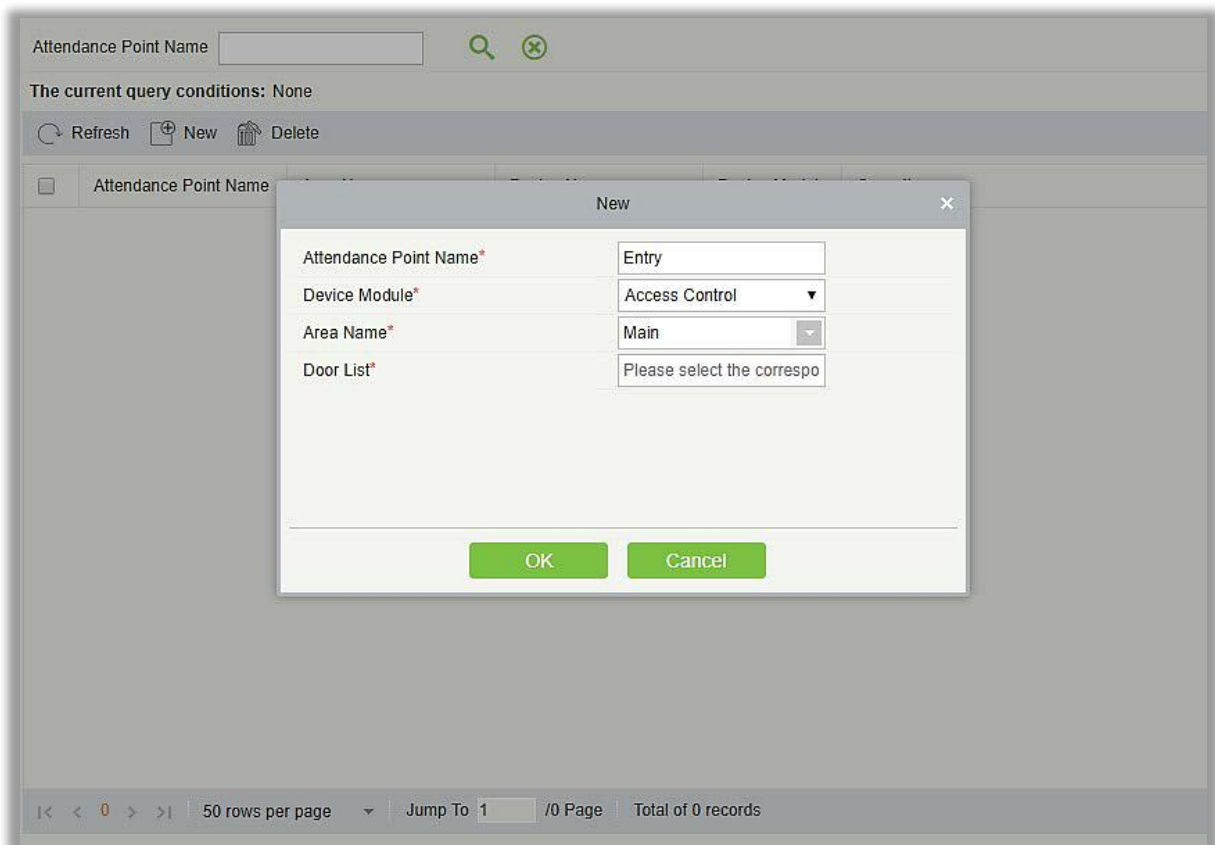 Attendance Point Name
The current query conditions: None
Refresh New Delete
Attendance Point Name
New
Attendance Point Name* Entry
Device Module* Access Control
Area Name* Main
Door List* Please select the correspo
OK Cancel
0 50 rows per page Jump To 1 /0 Page Total of 0 records